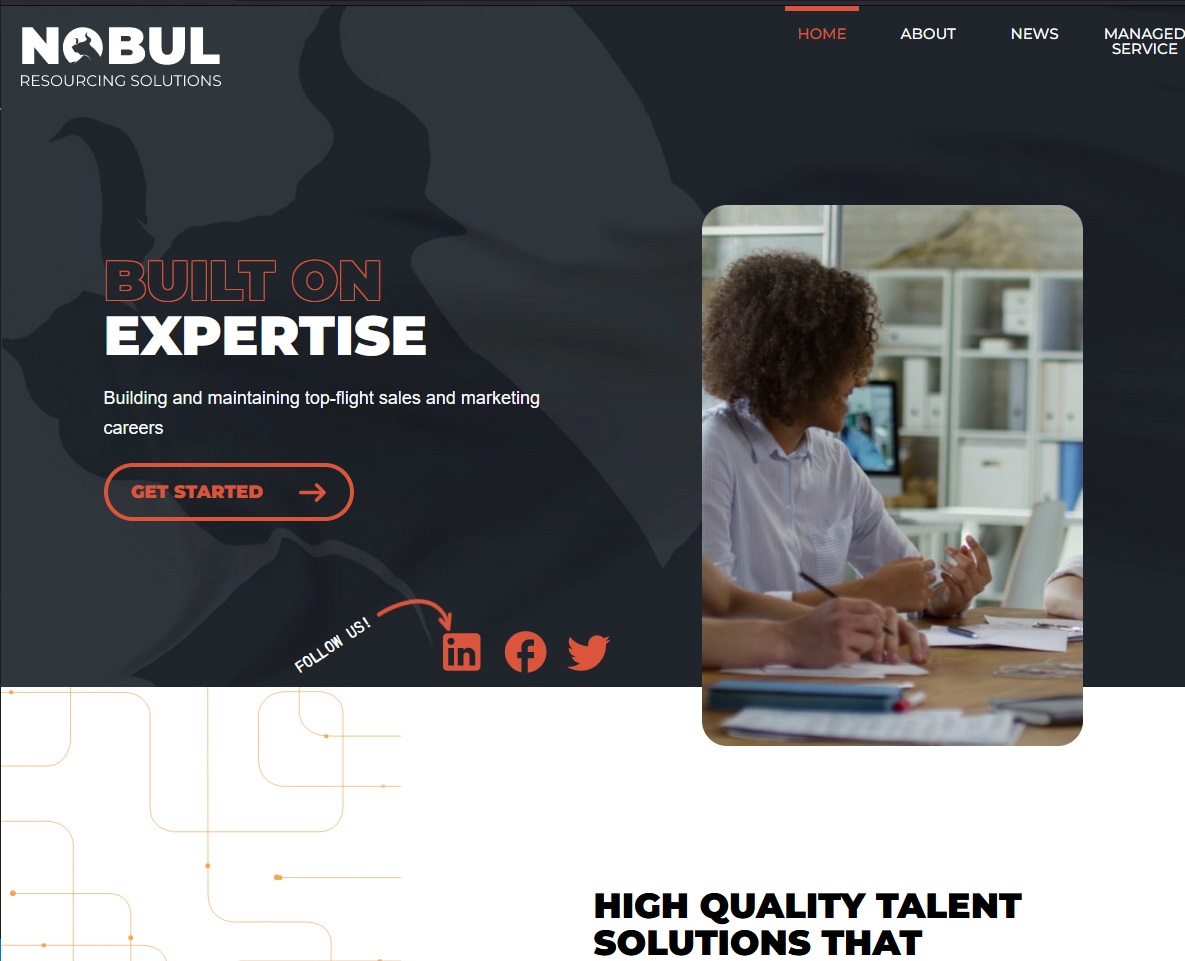 NOBUL
RESOURCING SOLUTIONS
HOME
ABOUT
NEWS
MANAGED
SERVICE
BUILT ON
EXPERTISE
Building and maintaining top-flight sales and marketing
careers
GET STARTED
FOLLOW US!
in
HIGH QUALITY TALENT
SOLUTIONS THAT